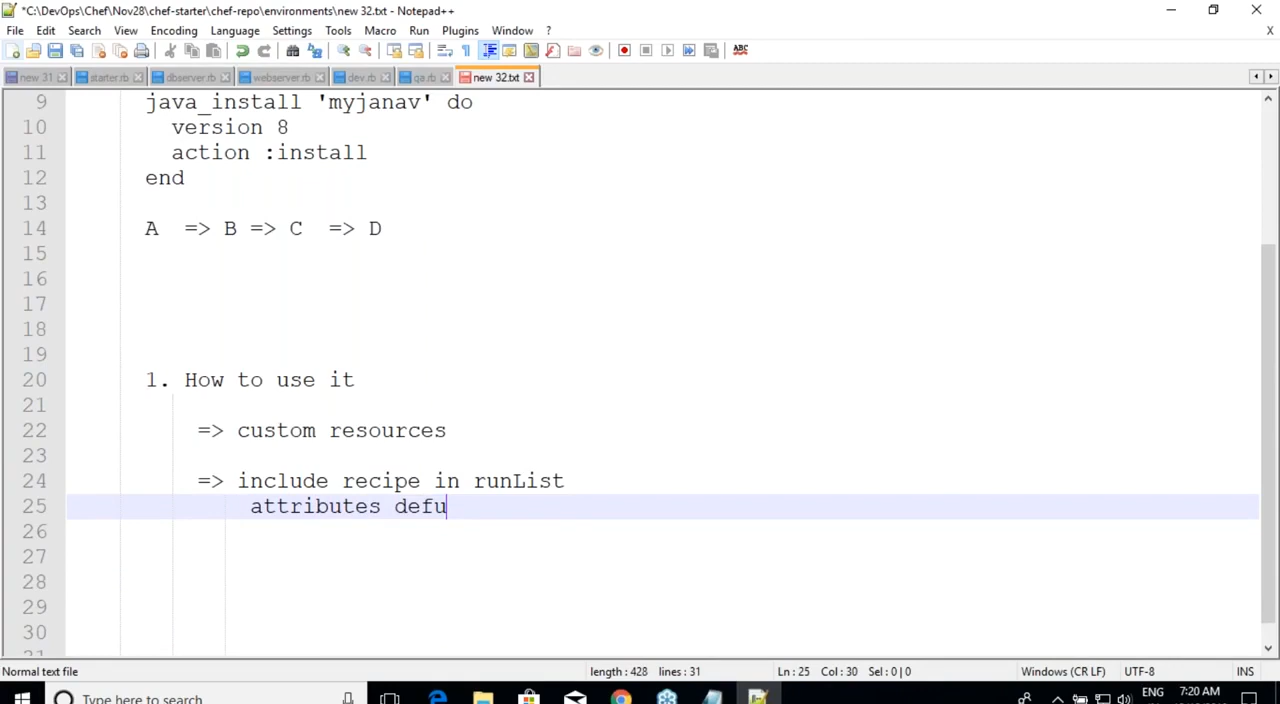 *C:\DevOps\Chef\Nov28\chef-starter\chef-repo\environments\new 32.txt - Notepad++
File Edit Search View Encoding Language Settings Tools Macro Run Plugins Window ?
X
ABC
new 31 starter.rb dbserver.rb webserver.rb dev.rb qa.rb new 32.txt
9 java_install 'myjanav' do
10 version 8
11 action :install
12 end
13
14 A => B => C => D
15
16
17
18
19
20 1. How to use it
21
22 => custom resources
23
24 => include recipe in runList
25 attributes defu
26
27
28
29
30
31
Normal text file length : 428 lines : 31 Ln : 25 Col : 30 Sel : 0 | 0 Windows (CR LF) UTF-8 INS
Type here to search ENG 7:20 AM